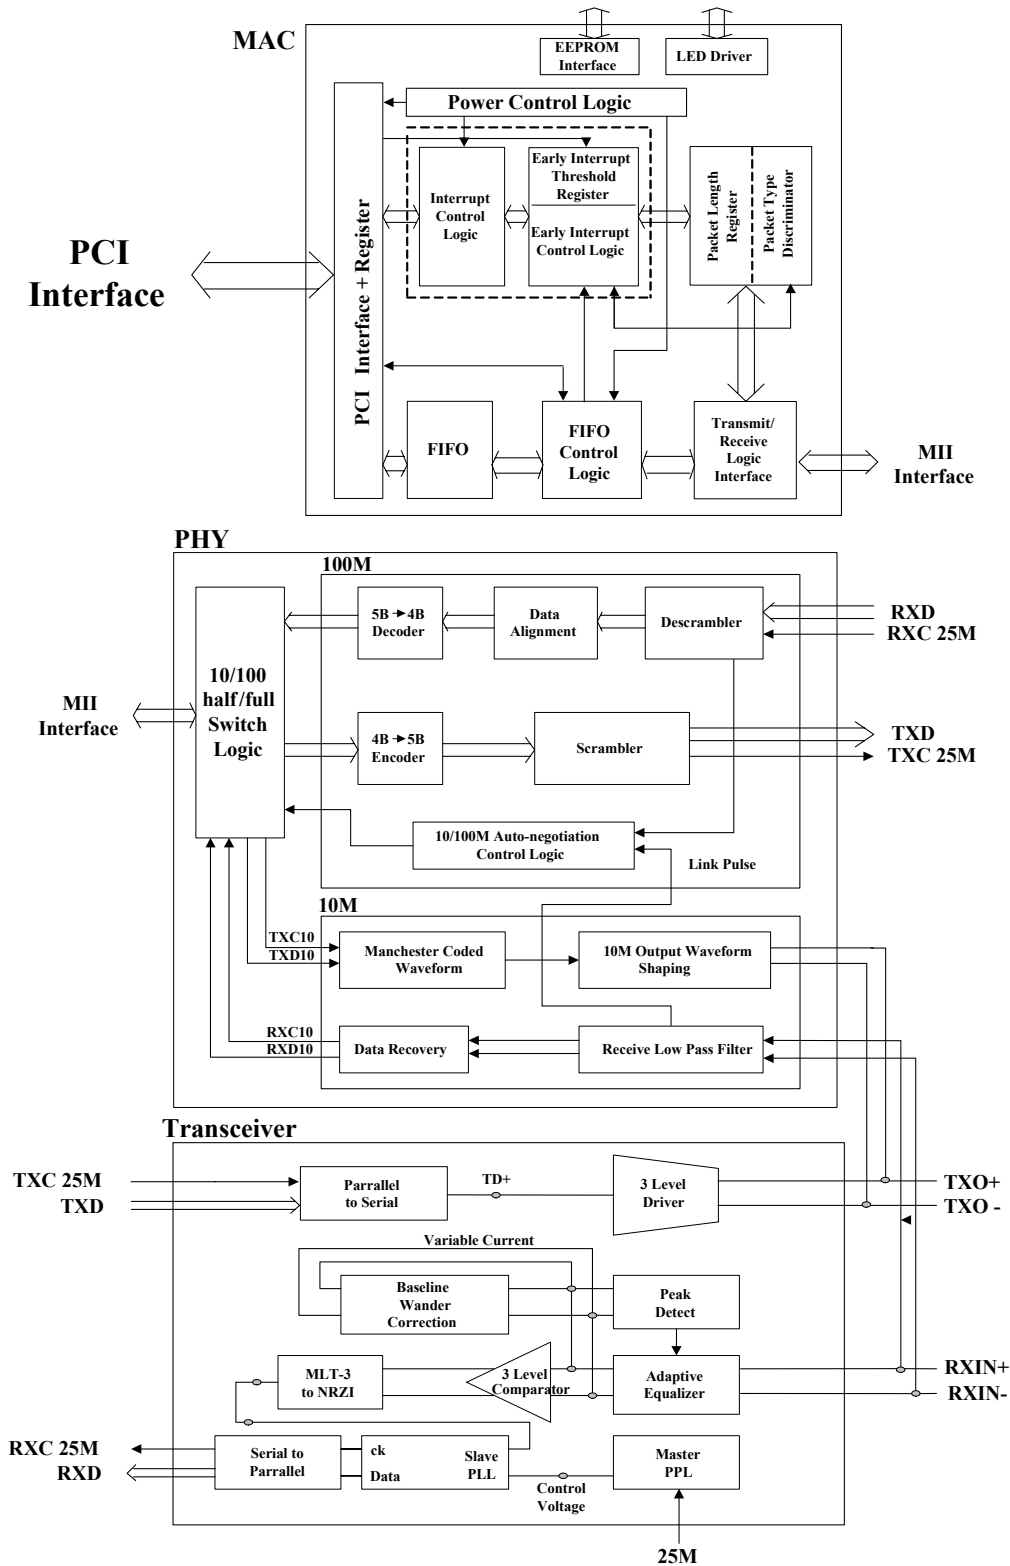 MAC
EEPROM
Interface
LED Driver
Power Control Logic
PCI Interface + Register
Interrupt
Control
Logic
Early Interrupt
Threshold
Register
Early Interrupt
Control Logic
Packet Length
Register
Packet Type
Discriminator
PCI
Interface
FIFO
FIFO
Control
Logic
Transmit/
Receive
Logic
Interface
MII
Interface
PHY
100M
5B → 4B
Decoder
Data
Alignment
Descrambler
RXD
RXC 25M
10/100
half/full
Switch
Logic
MII
Interface
4B → 5B
Encoder
Scrambler
TXD
TXC 25M
10/100M Auto-negotiation
Control Logic
Link Pulse
10M
TXC10
TXD10
Manchester Coded
Waveform
10M Output Waveform
Shaping
RXC10
RXD10
Data Recovery
Receive Low Pass Filter
Transceiver
TXC 25M
TXD
Parrallel
to Serial
TD+
3 Level
Driver
TXO+
TXO -
Variable Current
Baseline
Wander
Correction
Peak
Detect
MLT-3
to NRZI
3 Level
Comparator
Adaptive
Equalizer
RXIN+
RXIN-
RXC 25M
RXD
Serial to
Parrallel
ck
Data
Slave
PLL
Control
Voltage
Master
PPL
25M